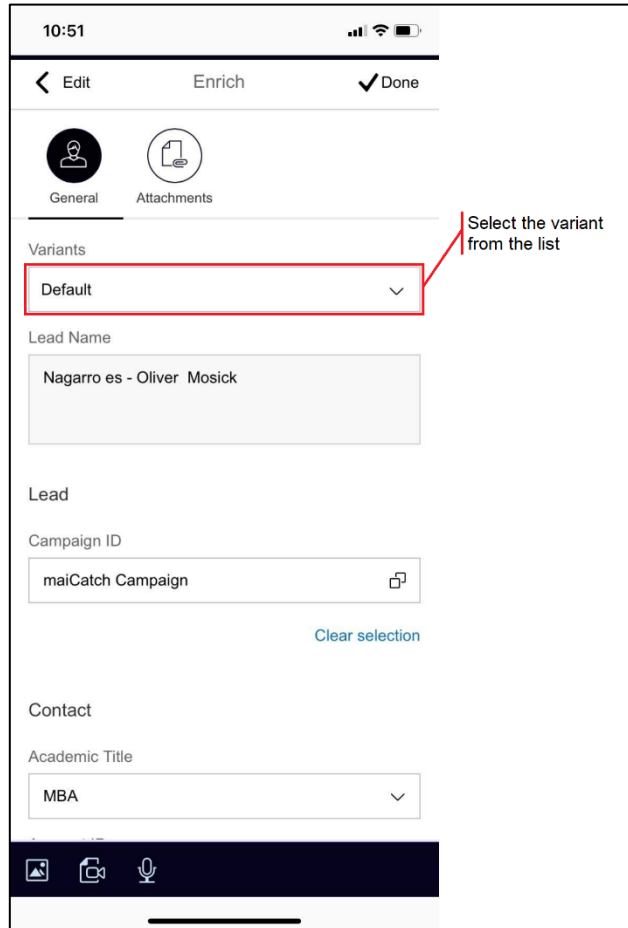 10:51
Edit
Enrich
Done
General
Attachments
Select the variant
from the list
Variants
Default
Lead Name
Nagarro es - Oliver  Mosick
Lead
Campaign ID
maiCatch Campaign
Clear selection
Contact
Academic Title
MBA